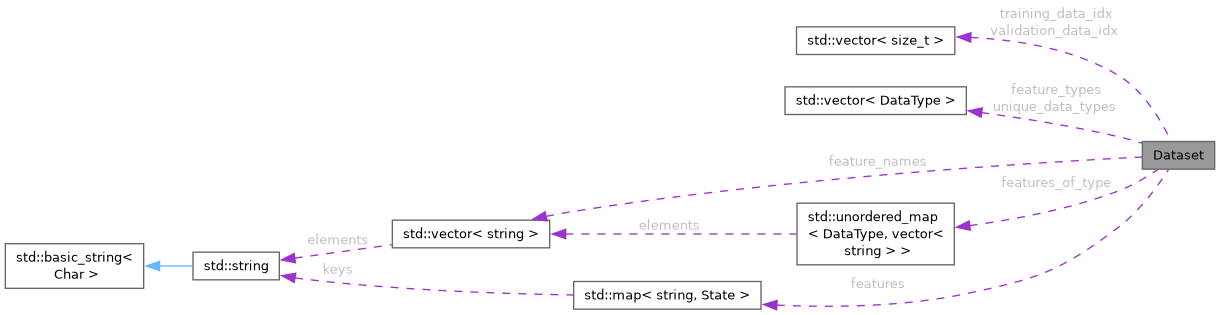 training_data_idx
validation_data_idx
std::vector< size_t >
feature_types
unique_data_types
std::vector< DataType >
Dataset
feature_names
features_of_type
std::unordered_map
< DataType, vector<
string > >
elements
std::vector< string >
elements
std::basic_string<
Char >
std::string
keys
std::map< string, State >
features